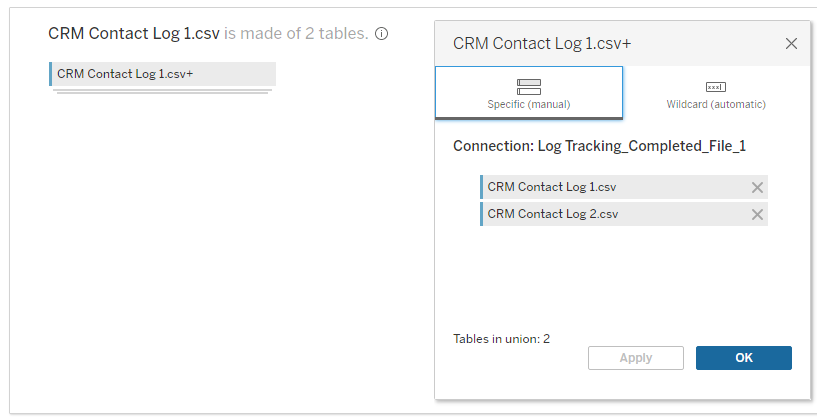 CRM Contact Log 1.csv is made of 2 tables.
CRM Contact Log 1.csv+
CRM Contact Log 1.csv+
Specific (manual)
Wildcard (automatic)
Connection: Log Tracking_Completed_File_1
CRM Contact Log 1.csv
CRM Contact Log 2.csv
Tables in union: 2
Apply
OK